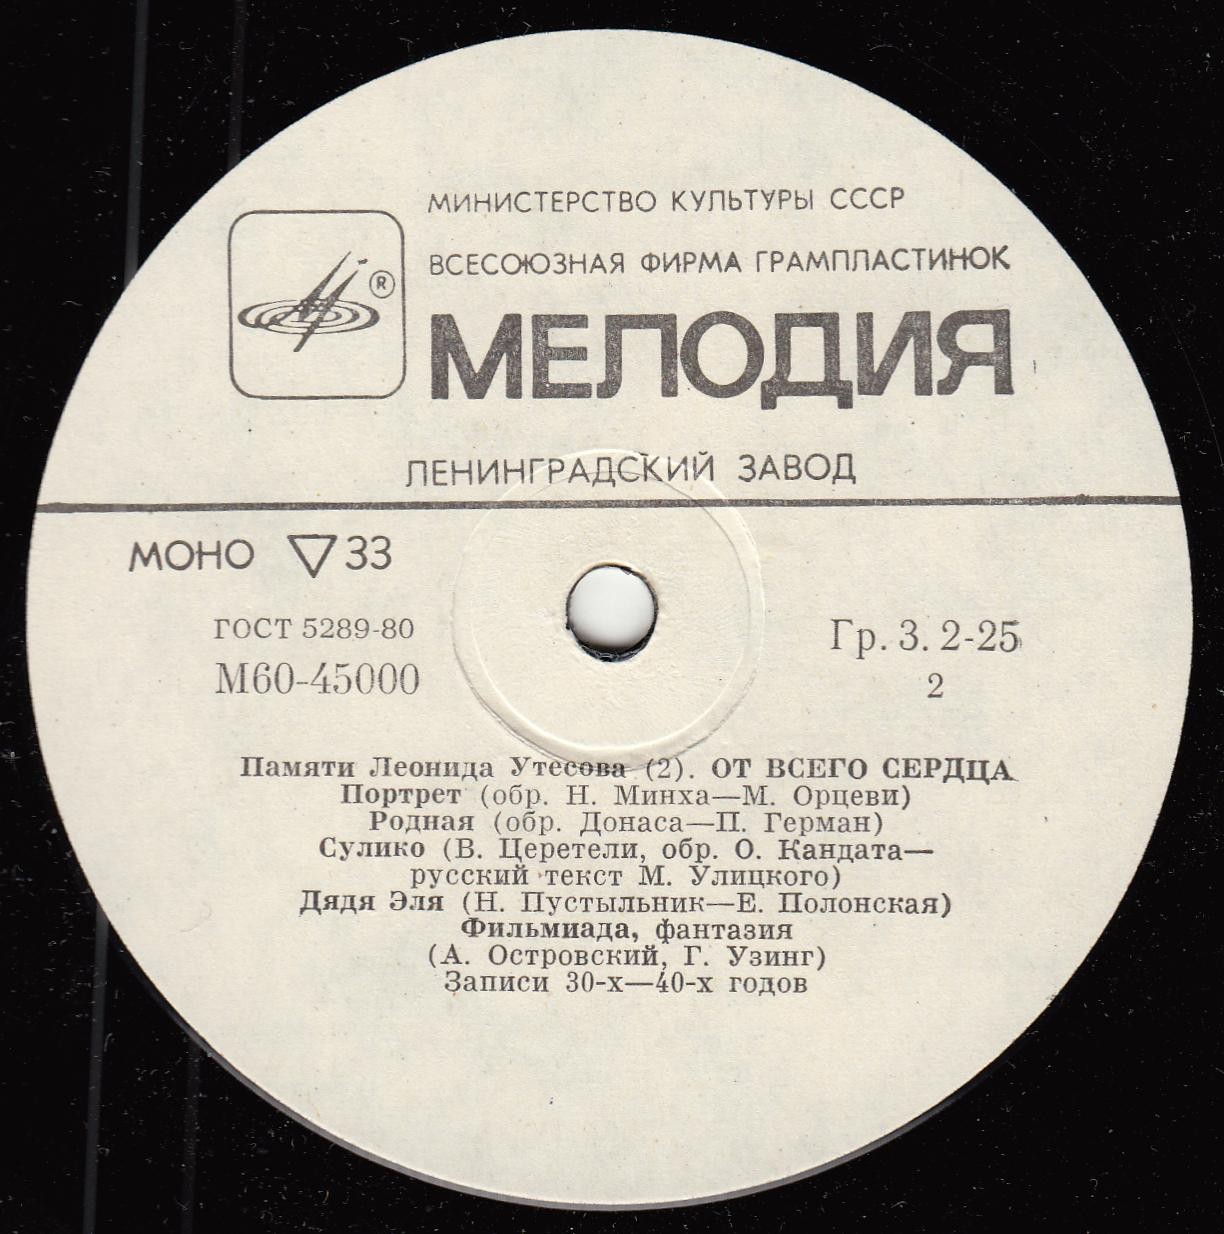 МИНИСТЕРСТВО КУЛЬТУРЫ СССР
ВСЕСОЮЗНАЯ ФИРМА ГРАМПЛАСТИНОК
®
МЕЛОДИЯ
ЛЕНИНГРАДСКИЙ ЗАВОД
МОНО ▽ 33
ГОСТ 5289-80
М60-45000
Гр. 3. 2-25
2
Памяти Леонида Утесова (2). ОТ ВСЕГО СЕРДЦА
Портрет (обр. Н. Минха—М. Орцеви)
Родная (обр. Донаса—П. Герман)
Сулико (В. Церетели, обр. О. Кандата—
русский текст М. Улицкого)
Дядя Эля (Н. Пустыльник—Е. Полонская)
Фильмиада, фантазия
(А. Островский, Г. Узинг)
Записи 30-х—40-х годов